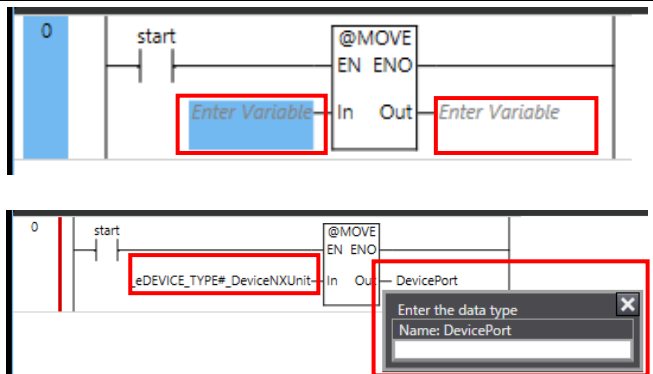 0
start
@MOVE
EN ENO
Enter Variable
In Out
Enter Variable
0
start
@MOVE
EN ENO
_eDEVICE_TYPE#_DeviceNXUnit
In Out
DevicePort
Enter the data type
Name: DevicePort